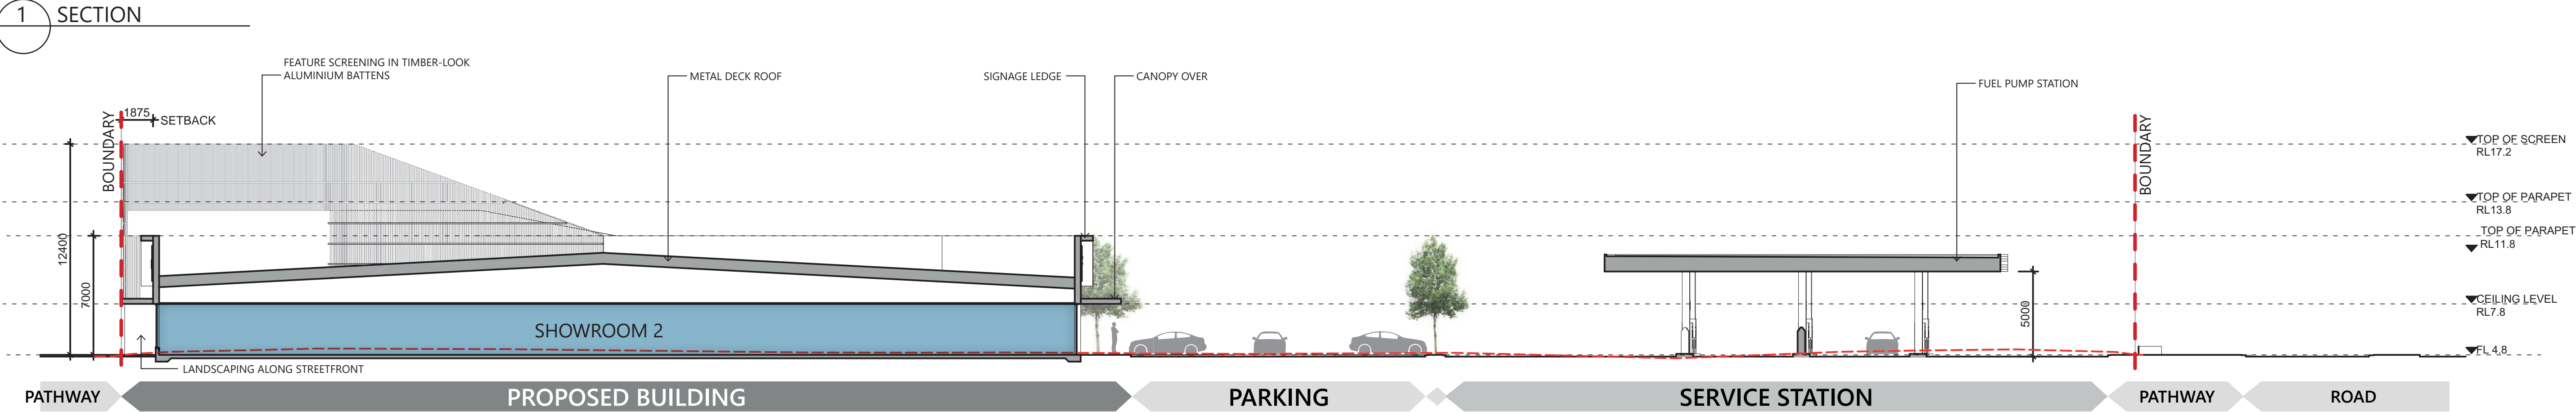 1 SECTION
FEATURE SCREENING IN TIMBER-LOOK
ALUMINIUM BATTENS
METAL DECK ROOF
SIGNAGE LEDGE
CANOPY OVER
FUEL PUMP STATION
BOUNDARY
1875
SETBACK
BOUNDARY
TOP OF SCREEN
RL17.2
TOP OF PARAPET
RL13.8
TOP OF PARAPET
RL11.8
12400
7000
CEILING LEVEL
RL7.8
5000
SHOWROOM 2
FL 4.8
LANDSCAPING ALONG STREETFRONT
PATHWAY
PROPOSED BUILDING
PARKING
SERVICE STATION
PATHWAY
ROAD